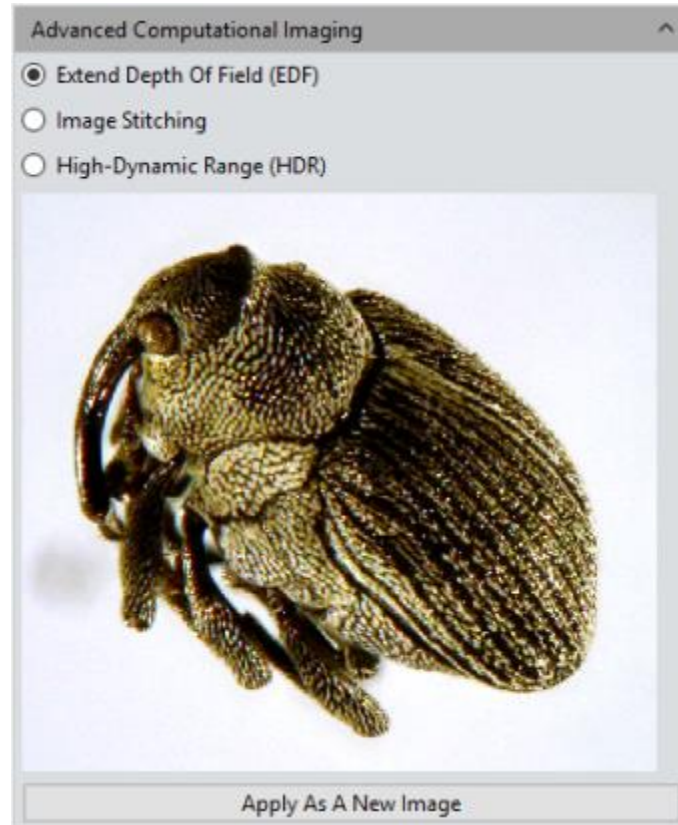 Advanced Computational Imaging
Extend Depth Of Field (EDF)
Image Stitching
High-Dynamic Range (HDR)
Apply As A New Image